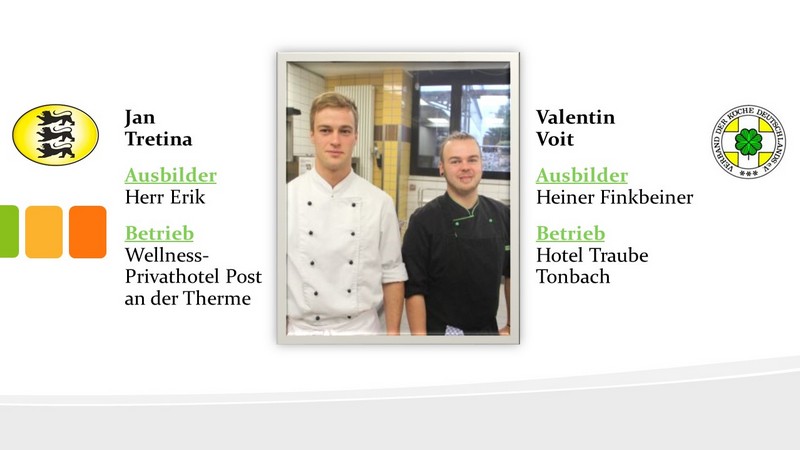 Jan
Tretina
Ausbilder
Herr Erik
Betrieb
Wellness-
Privathotel Post
an der Therme
Valentin
Voit
Ausbilder
Heiner Finkbeiner
Betrieb
Hotel Traube
Tonbach
VERBAND DER KÖCHE DEUTSCHLANDS e.V.